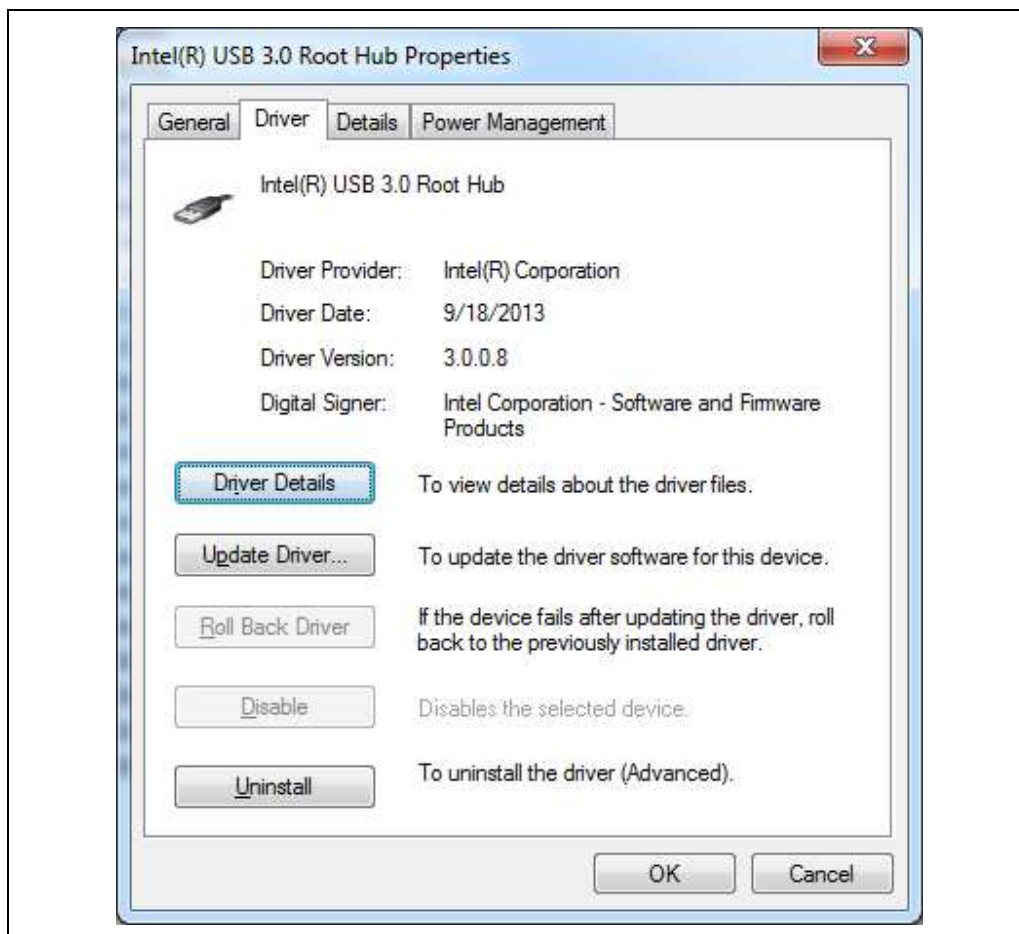 Intel(R) USB 3.0 Root Hub Properties
General Driver Details Power Management
Intel(R) USB 3.0 Root Hub
Driver Provider: Intel(R) Corporation
Driver Date: 9/18/2013
Driver Version: 3.0.0.8
Digital Signer: Intel Corporation - Software and Firmware
Products
Driver Details To view details about the driver files.
Update Driver... To update the driver software for this device.
Roll Back Driver If the device fails after updating the driver, roll
back to the previously installed driver.
Disable Disables the selected device.
Uninstall To uninstall the driver (Advanced).
OK Cancel